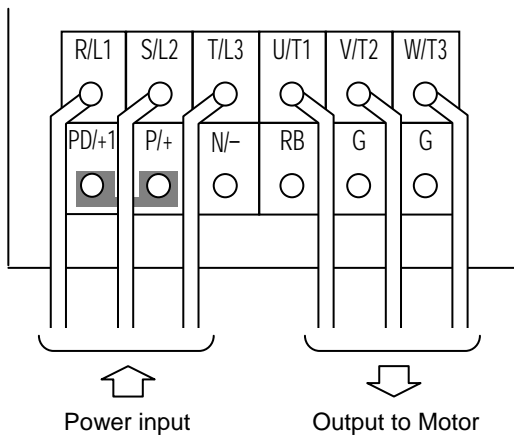 R/L1 S/L2 T/L3 U/T1 V/T2 W/T3
PD/+1 P/+ N/− RB G G
Power input Output to Motor